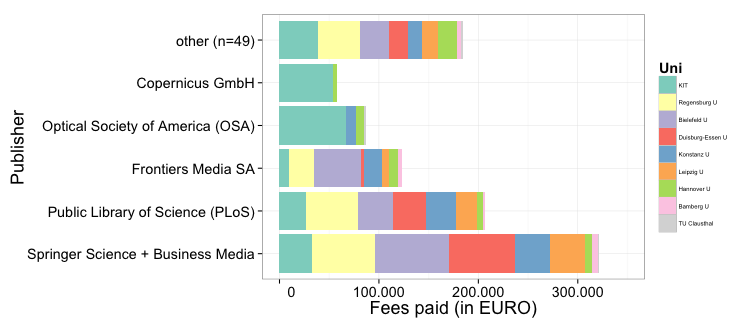 other (n=49)
Copernicus GmbH
Optical Society of America (OSA)
Frontiers Media SA
Public Library of Science (PLoS)
Springer Science + Business Media
Publisher
0 100.000 200.000 300.000
Fees paid (in EURO)
Uni
KIT
Regensburg U
Bielefeld U
Duisburg-Essen U
Konstanz U
Leipzig U
Hannover U
Bamberg U
TU Clausthal